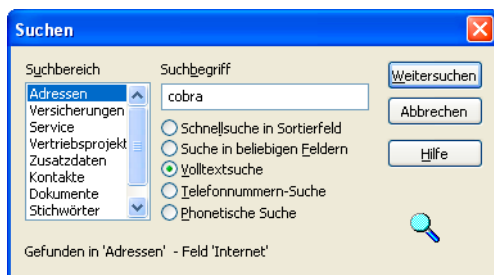 Suchen
Suchbereich
Adressen
Versicherungen
Service
Vertriebsprojekt
Zusatzdaten
Kontakte
Dokumente
Stichwörter
Suchbegriff
cobra
Schnellsuche in Sortierfeld
Suche in beliebigen Feldern
Volltextsuche
Telefonnummern-Suche
Phonetische Suche
Weitersuchen
Abbrechen
Hilfe
Gefunden in 'Adressen' - Feld 'Internet'